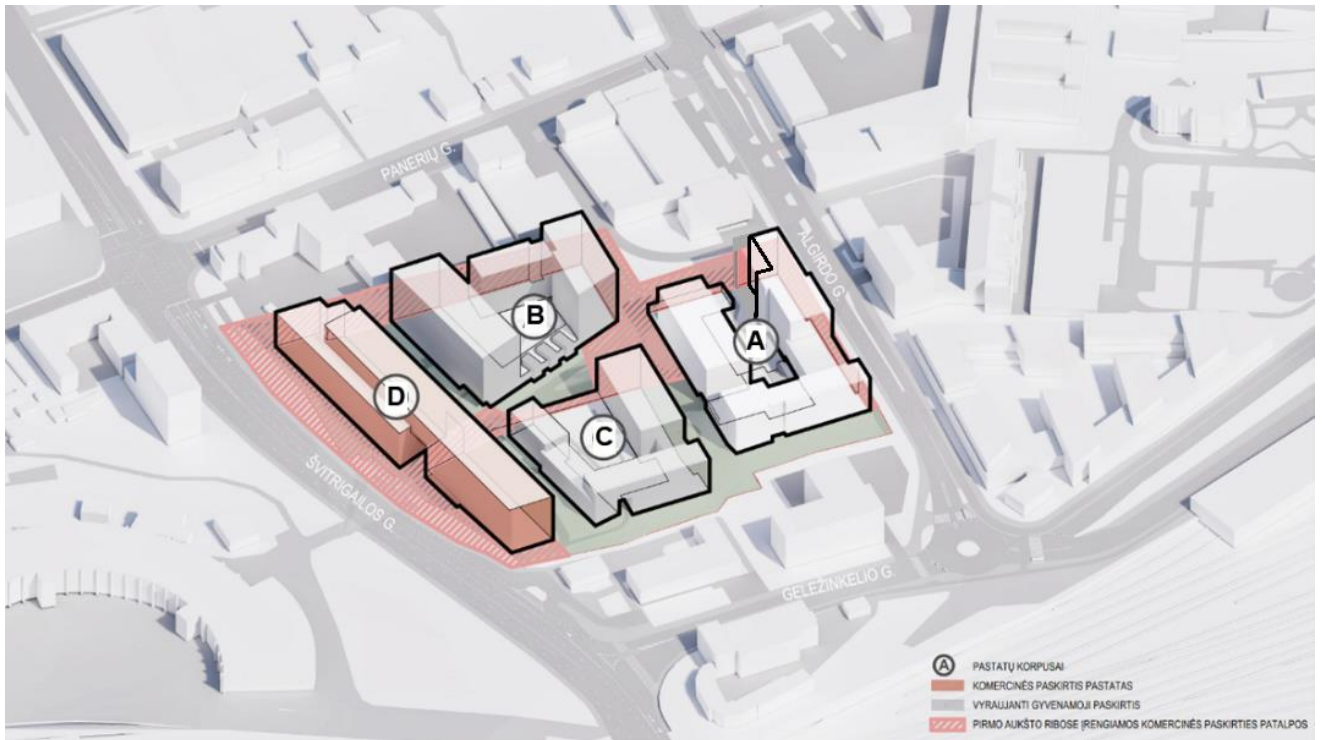 PANERIŲ G.
ALGIRDO G.
B
A
D
C
ŠVITRIGAILOS G.
GELEŽINKELIO G.
A PASTATŲ KORPUSAI
KOMERCINĖS PASKIRTIS PASTATAS
VYRAUJANTI GYVENAMOJI PASKIRTIS
PIRMO AUKŠTO RIBOSE ĮRENGIAMOS KOMERCINĖS PASKIRTIES PATALPOS